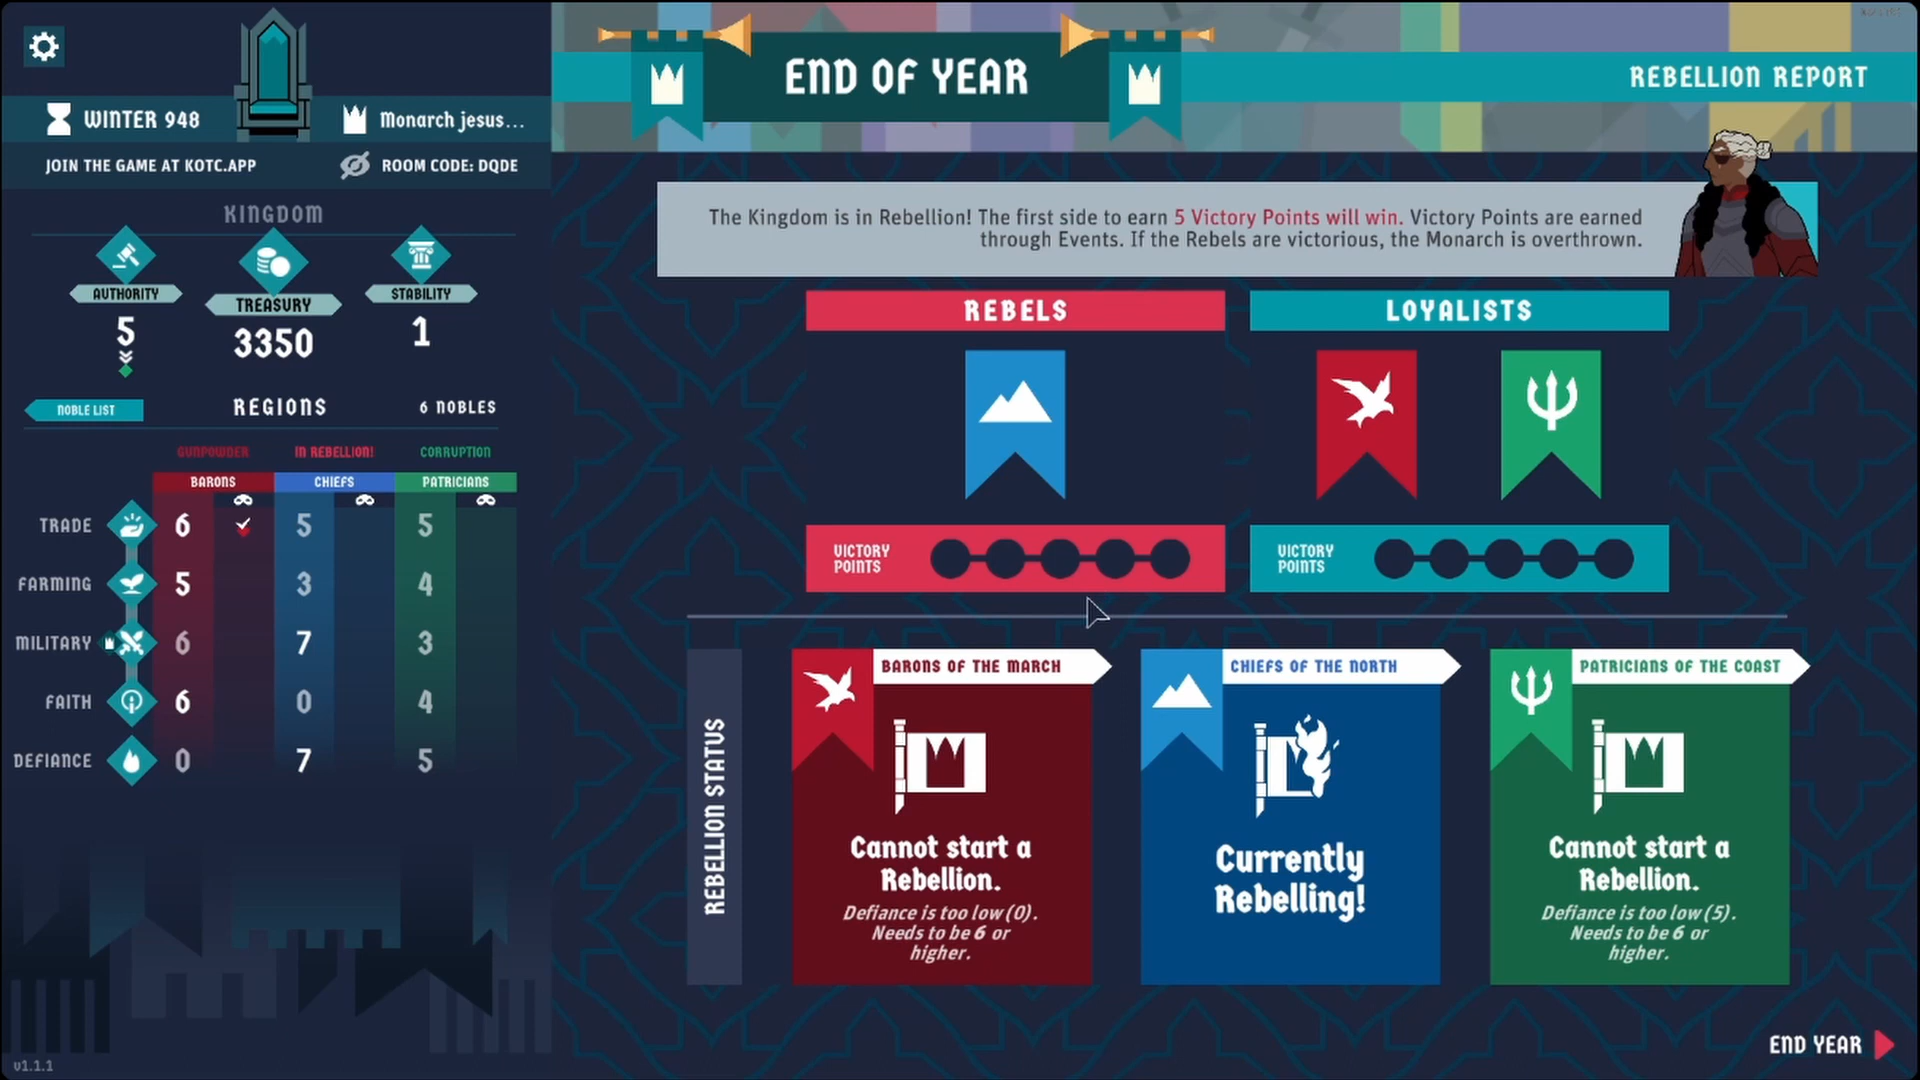 WINTER 948
Monarch jesus...
JOIN THE GAME AT KOTC.APP
ROOM CODE: DQDE
KINGDOM
AUTHORITY
5
TREASURY
3350
STABILITY
1
NOBLE LIST
REGIONS
6 NOBLES
GUNPOWDER
IN REBELLION!
CORRUPTION
BARONS
CHIEFS
PATRICIANS
TRADE 6 5 5
FARMING 5 3 4
MILITARY 6 7 3
FAITH 6 0 4
DEFIANCE 0 7 5
v1.1.1
END OF YEAR
REBELLION REPORT
The Kingdom is in Rebellion! The first side to earn 5 Victory Points will win. Victory Points are earned
through Events. If the Rebels are victorious, the Monarch is overthrown.
REBELS
LOYALISTS
VICTORY
POINTS
VICTORY
POINTS
REBELLION STATUS
BARONS OF THE MARCH
Cannot start a
Rebellion.
Defiance is too low (0).
Needs to be 6 or
higher.
CHIEFS OF THE NORTH
Currently
Rebelling!
PATRICIANS OF THE COAST
Cannot start a
Rebellion.
Defiance is too low (5).
Needs to be 6 or
higher.
END YEAR